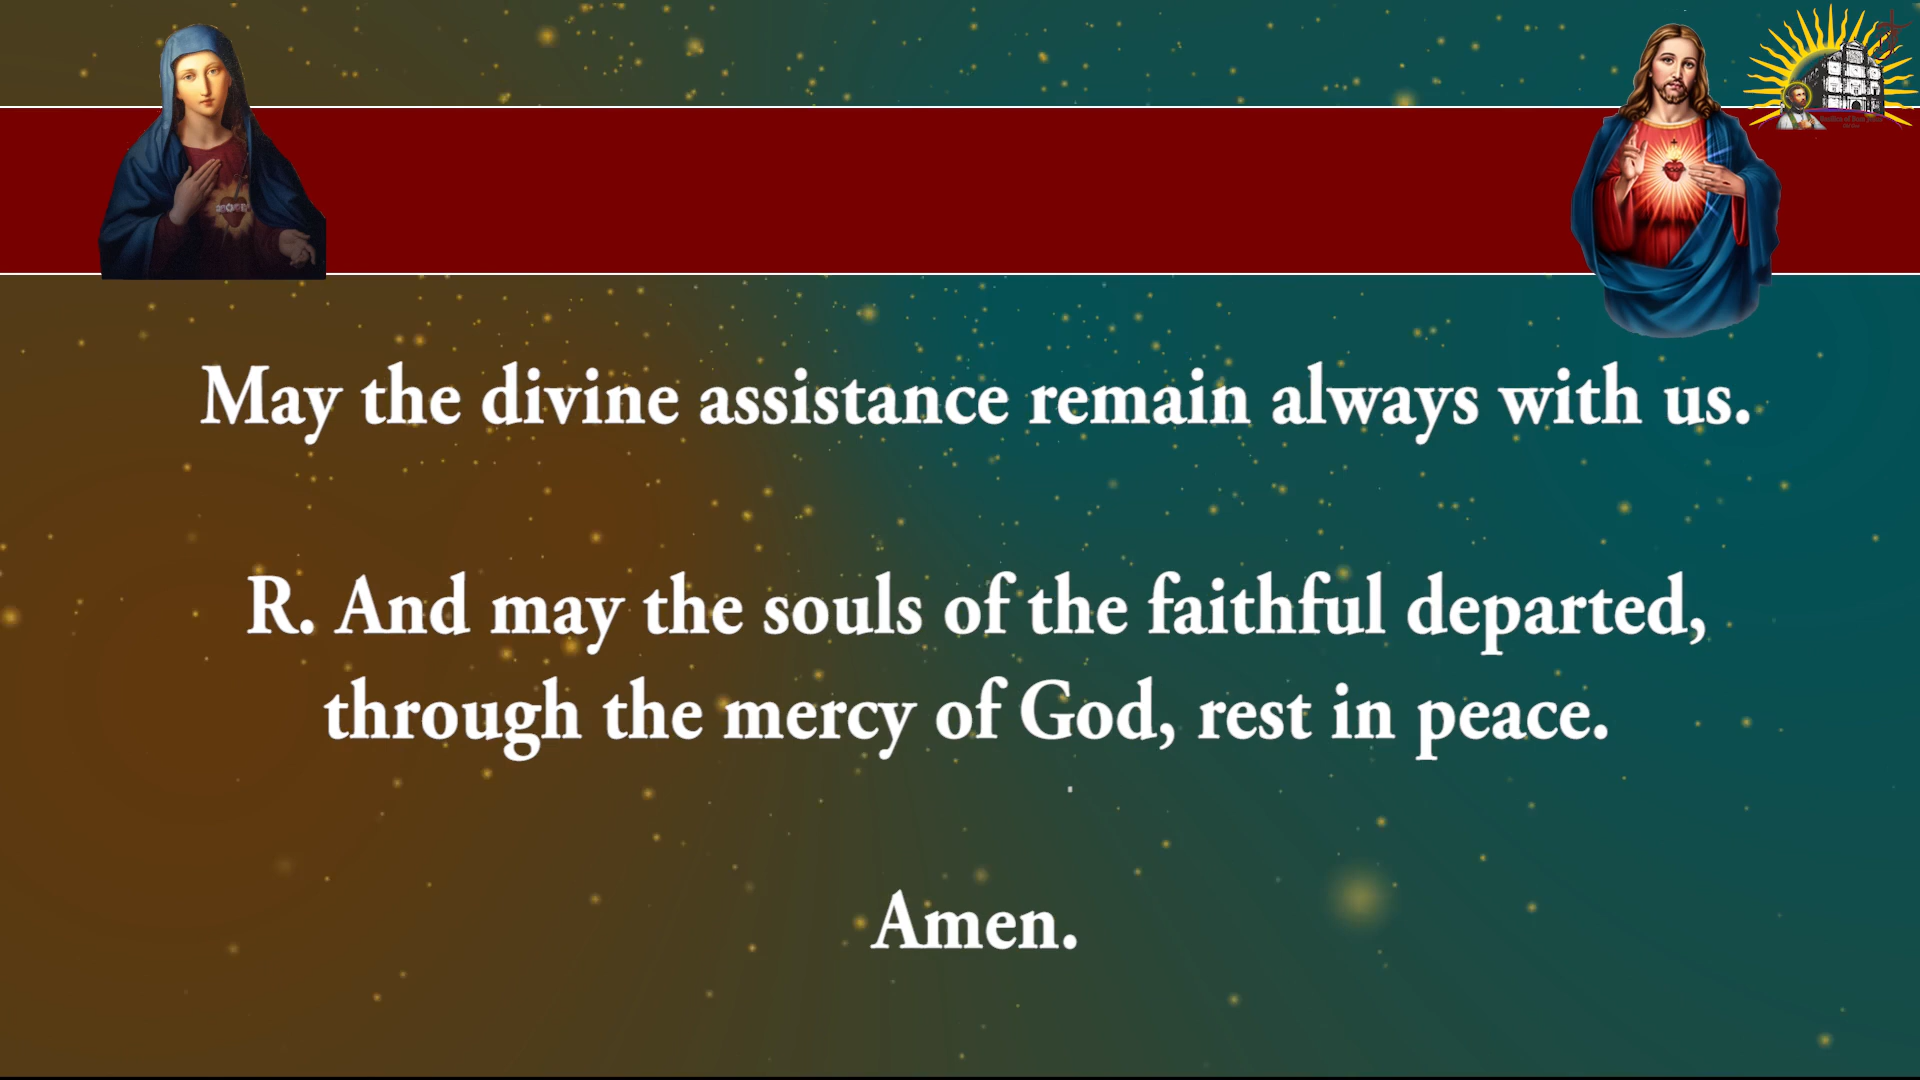 May the divine assistance remain always with us.
R. And may the souls of the faithful departed,
through the mercy of God, rest in peace.
Amen.